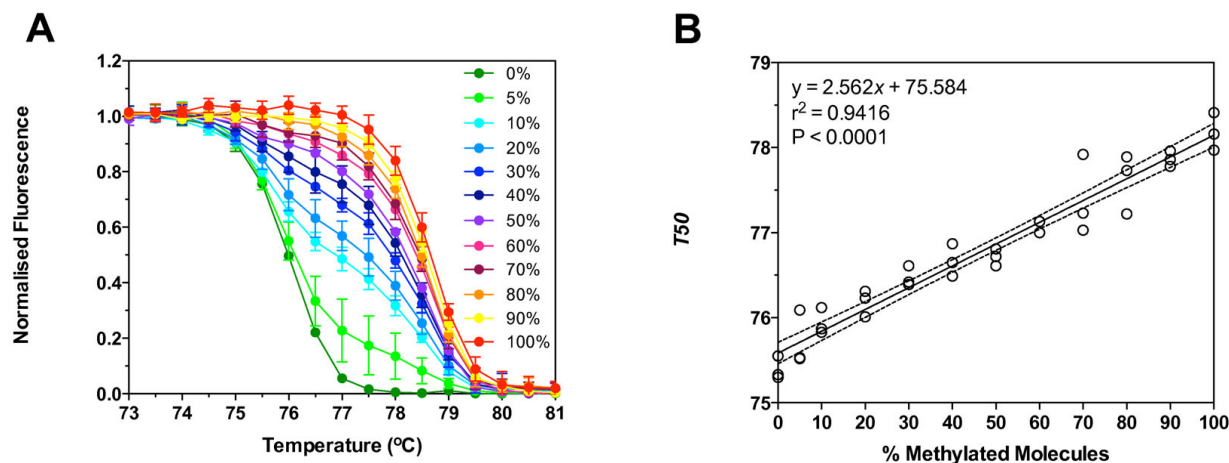 A
Normalised Fluorescence
1.2
1.0
0.8
0.6
0.4
0.2
0.0
73 74 75 76 77 78 79 80 81
Temperature (ºC)
0%
5%
10%
20%
30%
40%
50%
60%
70%
80%
90%
100%
B
T50
79
78
77
76
75
y = 2.562x + 75.584
r² = 0.9416
P < 0.0001
0 10 20 30 40 50 60 70 80 90 100
% Methylated Molecules